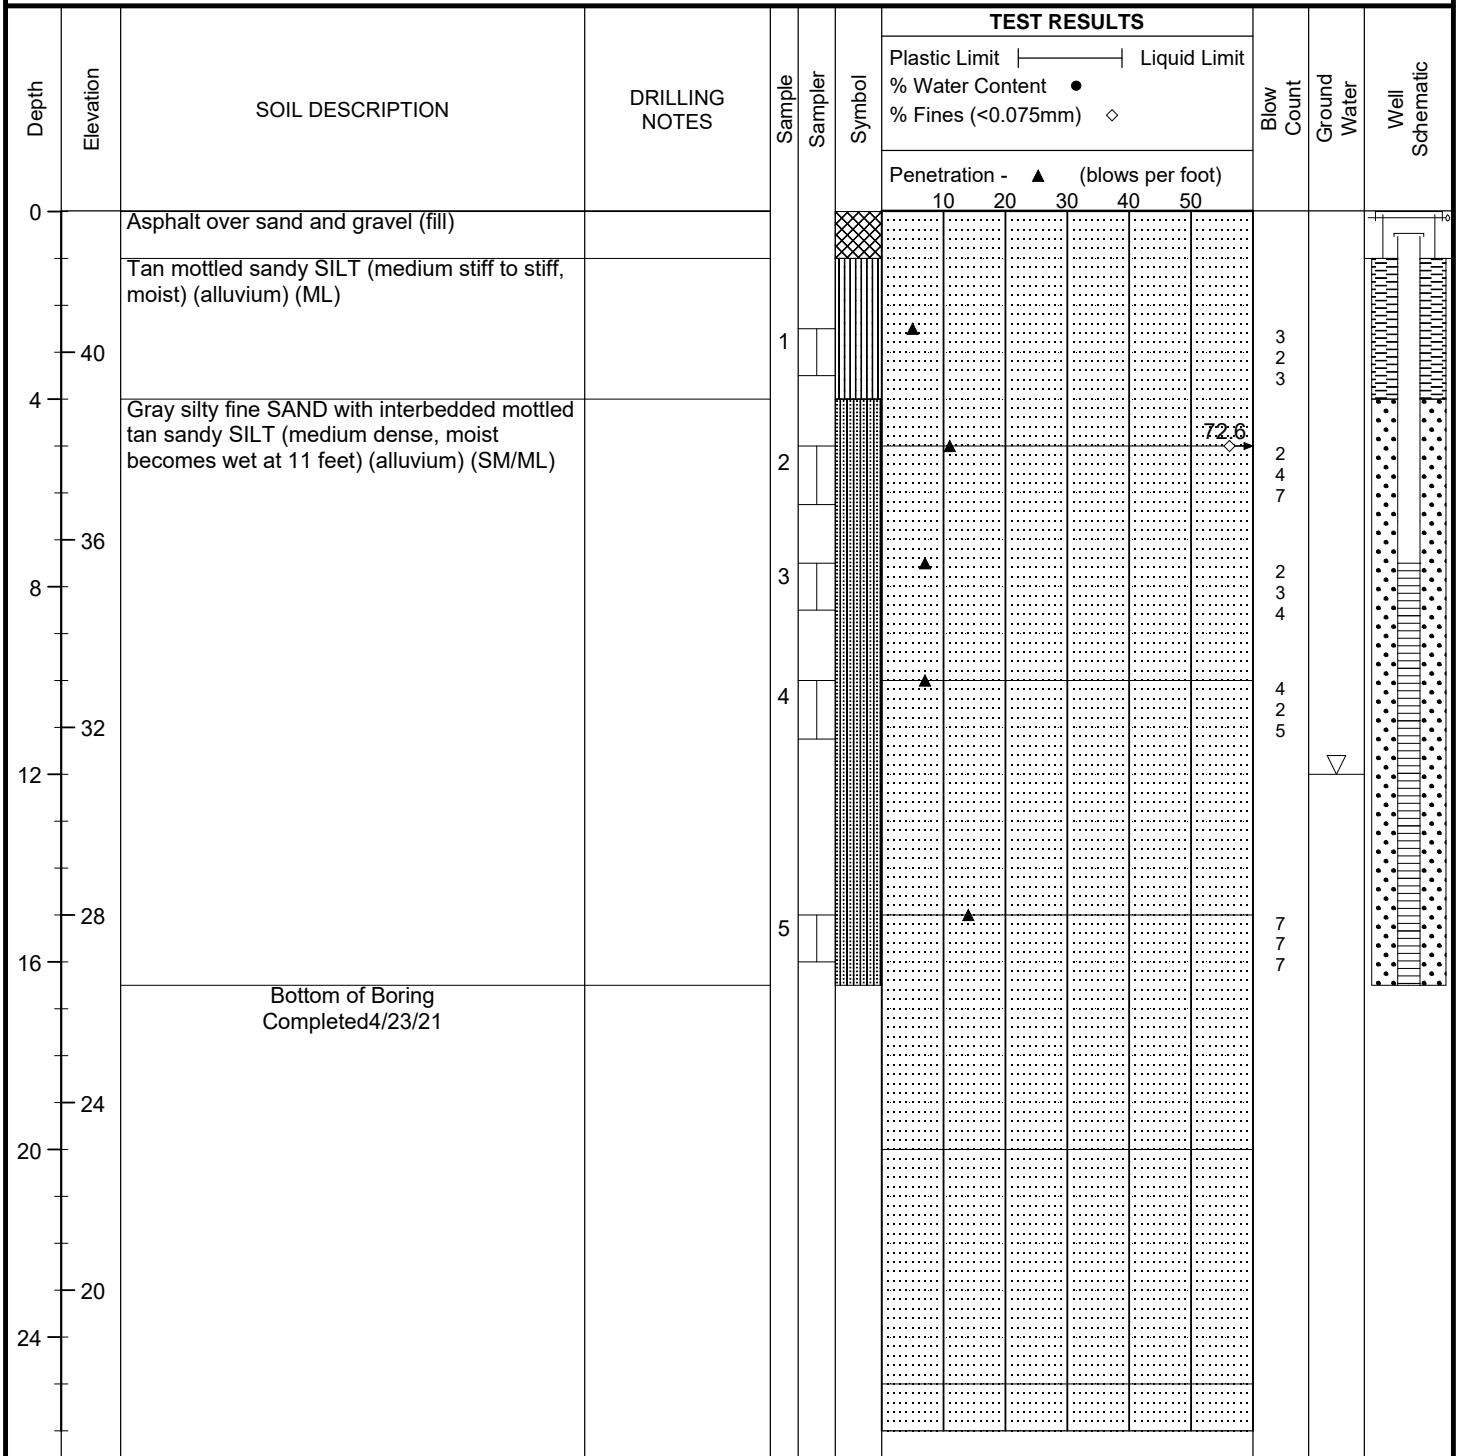 TEST RESULTS
Plastic Limit Liquid Limit
% Water Content
% Fines (<0.075mm)
Penetration - (blows per foot)
10 20 30 40 50
Depth
Elevation
SOIL DESCRIPTION
DRILLING
NOTES
Sample
Sampler
Symbol
Blow
Count
Ground
Water
Well
Schematic
0
Asphalt over sand and gravel (fill)
Tan mottled sandy SILT (medium stiff to stiff,
moist) (alluvium) (ML)
1
3
40
2
3
4
Gray silty fine SAND with interbedded mottled
tan sandy SILT (medium dense, moist
becomes wet at 11 feet) (alluvium) (SM/ML)
72.6
2
2
4
7
36
3
2
8
3
4
4
4
2
32
5
12
28
5
7
7
16
7
Bottom of Boring
Completed4/23/21
24
20
20
24